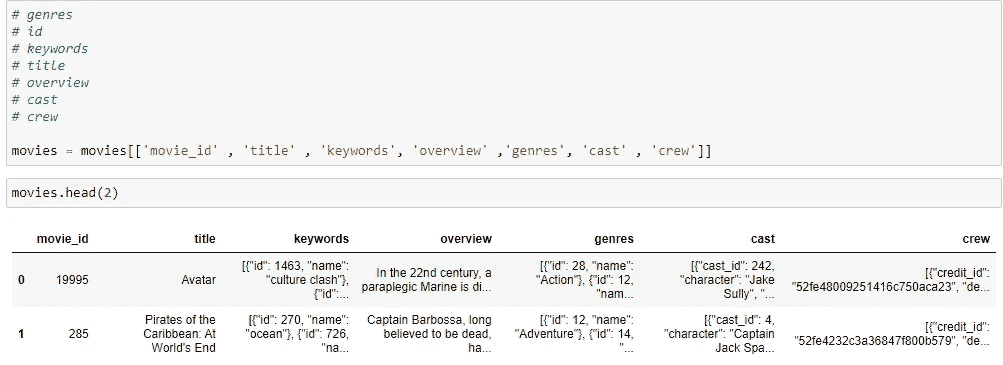 # genres
# id
# keywords
# title
# overview
# cast
# crew
movies = movies[['movie_id' , 'title' , 'keywords', 'overview' ,'genres', 'cast' , 'crew']]
movies.head(2)
movie_id title keywords overview genres cast crew
0 19995 Avatar [{"id": 1463, "name": "culture clash"}, {"id":... In the 22nd century, a paraplegic Marine is di... [{"id": 28, "name": "Action"}, {"id": 12, "nam... [{"cast_id": 242, "character": "Jake Sully", "... [{"credit_id": "52fe48009251416c750aca23", "de...
1 285 Pirates of the Caribbean: At World's End [{"id": 270, "name": "ocean"}, {"id": 726, "na... Captain Barbossa, long believed to be dead, ha... [{"id": 12, "name": "Adventure"}, {"id": 14, "... [{"cast_id": 4, "character": "Captain Jack Spa... [{"credit_id": "52fe4232c3a36847f800b579", "de...